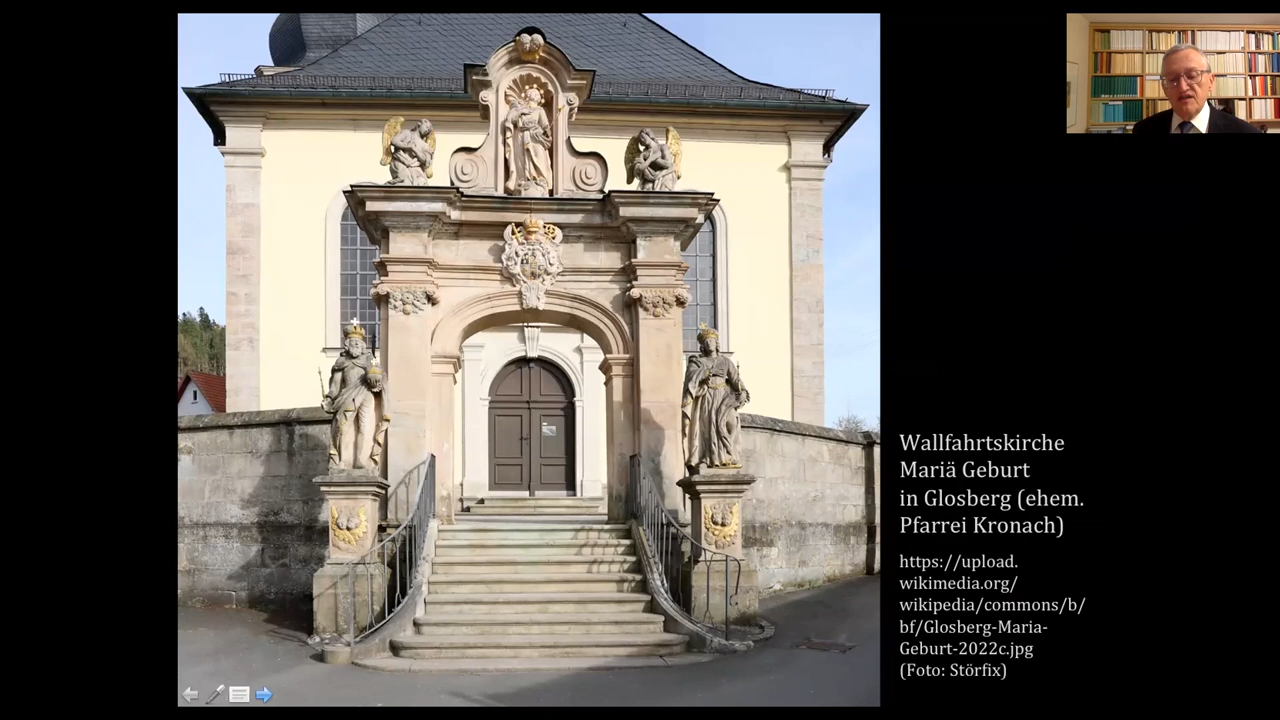 Wallfahrtskirche
Mariä Geburt
in Glosberg (ehem.
Pfarrei Kronach)
https://upload.
wikimedia.org/
wikipedia/commons/b/
bf/Glosberg-Maria-
Geburt-2022c.jpg
(Foto: Störfix)